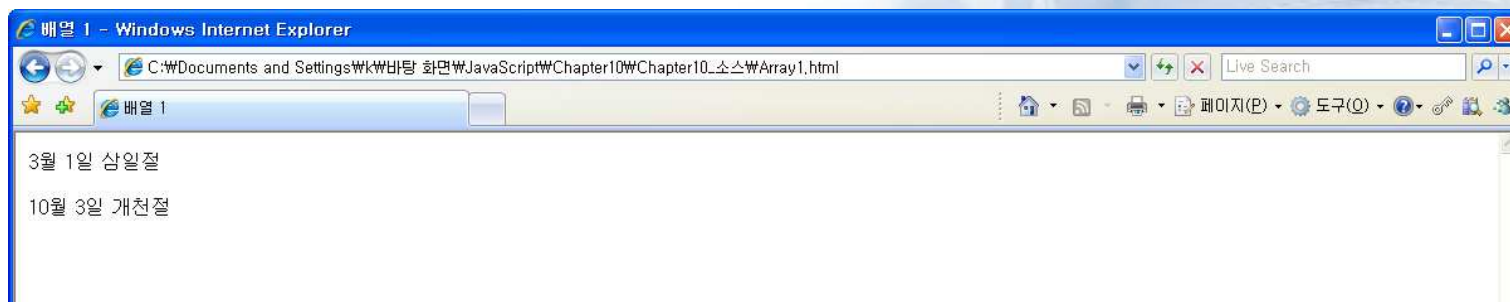 배열 1 - Windows Internet Explorer
C:₩Documents and Settings₩k₩바탕 화면₩JavaScript₩Chapter10₩Chapter10_소스₩Array1.html
Live Search
배열 1
페이지(P)
도구(O)
3월 1일 삼일절
10월 3일 개천절